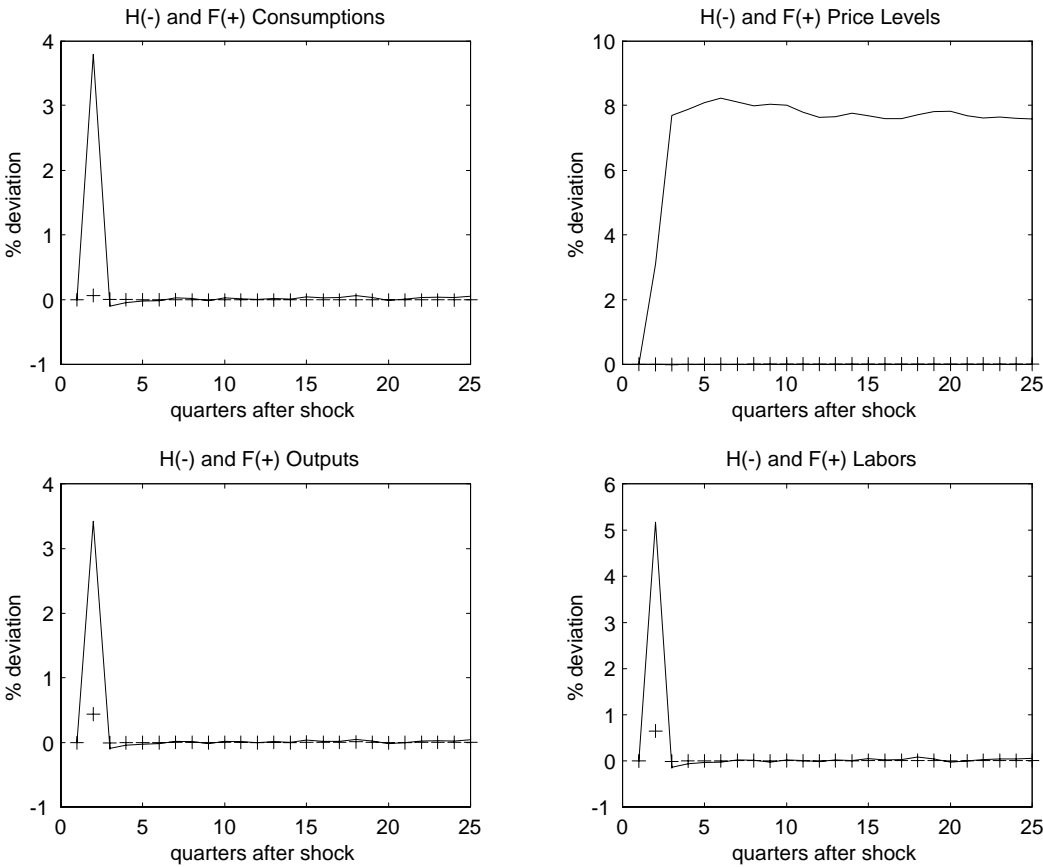 H(-) and F(+) Consumptions
4
3
2
1
0
-1
% deviation
0 5 10 15 20 25
quarters after shock
H(-) and F(+) Price Levels
10
8
6
4
2
0
% deviation
0 5 10 15 20 25
quarters after shock
H(-) and F(+) Outputs
4
3
2
1
0
-1
% deviation
0 5 10 15 20 25
quarters after shock
H(-) and F(+) Labors
6
5
4
3
2
1
0
-1
% deviation
0 5 10 15 20 25
quarters after shock